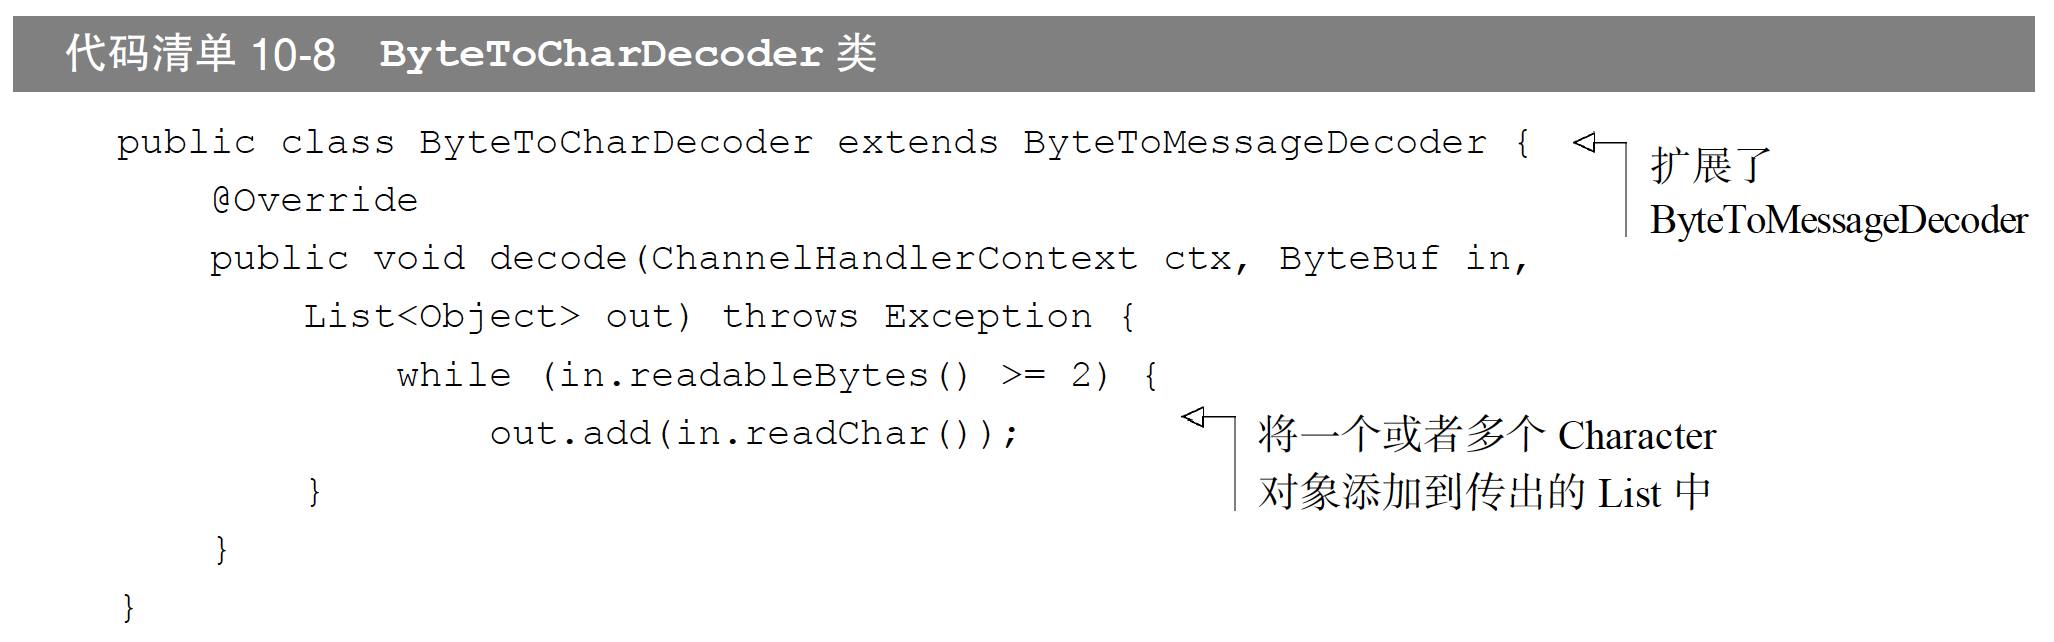 代码清单 10-8 ByteToCharDecoder 类
public class ByteToCharDecoder extends ByteToMessageDecoder {
扩展了
ByteToMessageDecoder
@Override
public void decode(ChannelHandlerContext ctx, ByteBuf in,
List<Object> out) throws Exception {
while (in.readableBytes() >= 2) {
out.add(in.readChar());
将一个或者多个 Character
对象添加到传出的 List 中
}
}
}